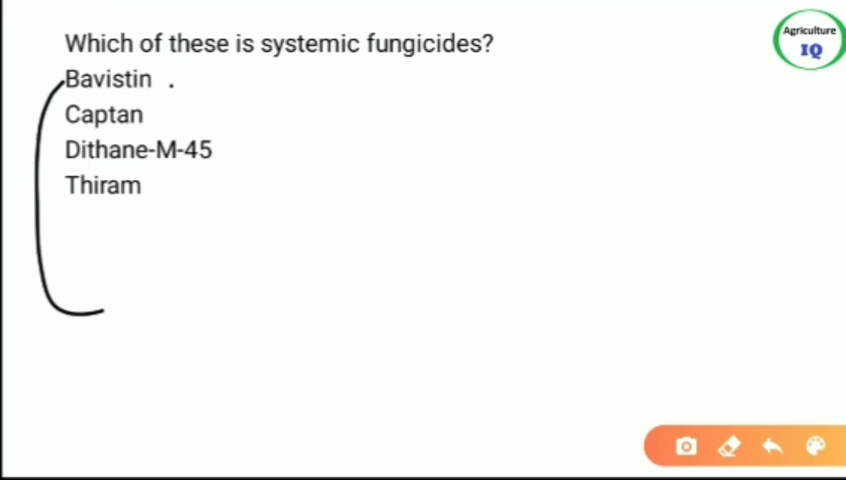 Which of these is systemic fungicides?
Bavistin .
Captan
Dithane-M-45
Thiram
Agriculture
IQ